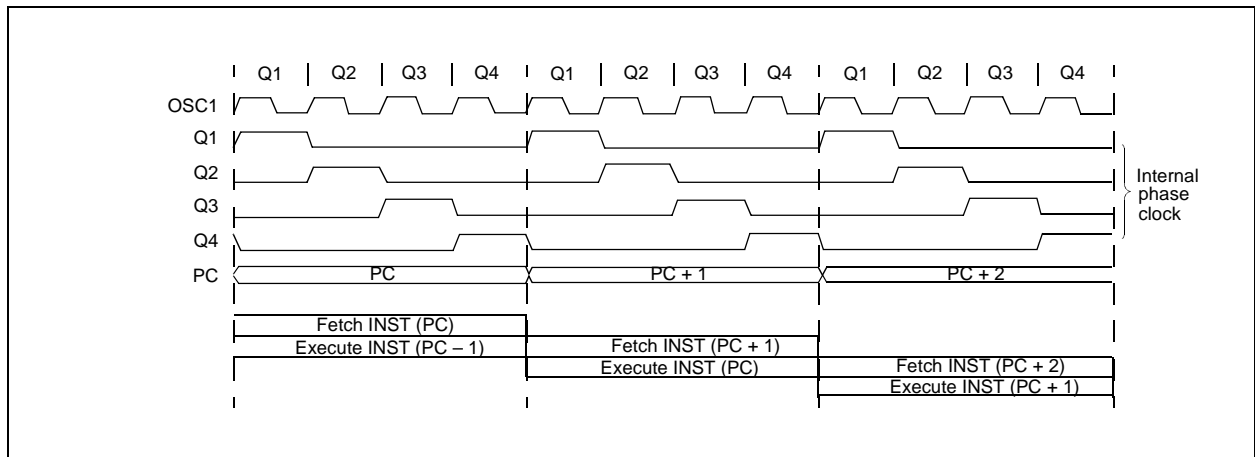 Q1 Q2 Q3 Q4 Q1 Q2 Q3 Q4 Q1 Q2 Q3 Q4
OSC1
Q1
Q2
Q3
Q4
Internal
phase
clock
PC PC PC + 1 PC + 2
Fetch INST (PC)
Execute INST (PC – 1) Fetch INST (PC + 1)
Execute INST (PC) Fetch INST (PC + 2)
Execute INST (PC + 1)